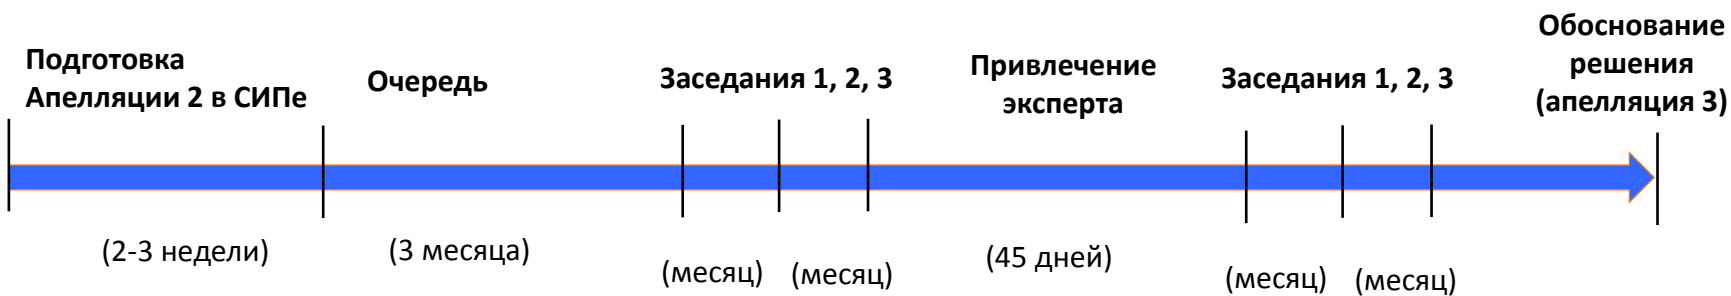 Подготовка
Апелляции 2 в СИПе
Очередь
Заседания 1, 2, 3
Привлечение
эксперта
Заседания 1, 2, 3
Обоснование
решения
(апелляция 3)
(2-3 недели)
(3 месяца)
(месяц)
(месяц)
(45 дней)
(месяц)
(месяц)